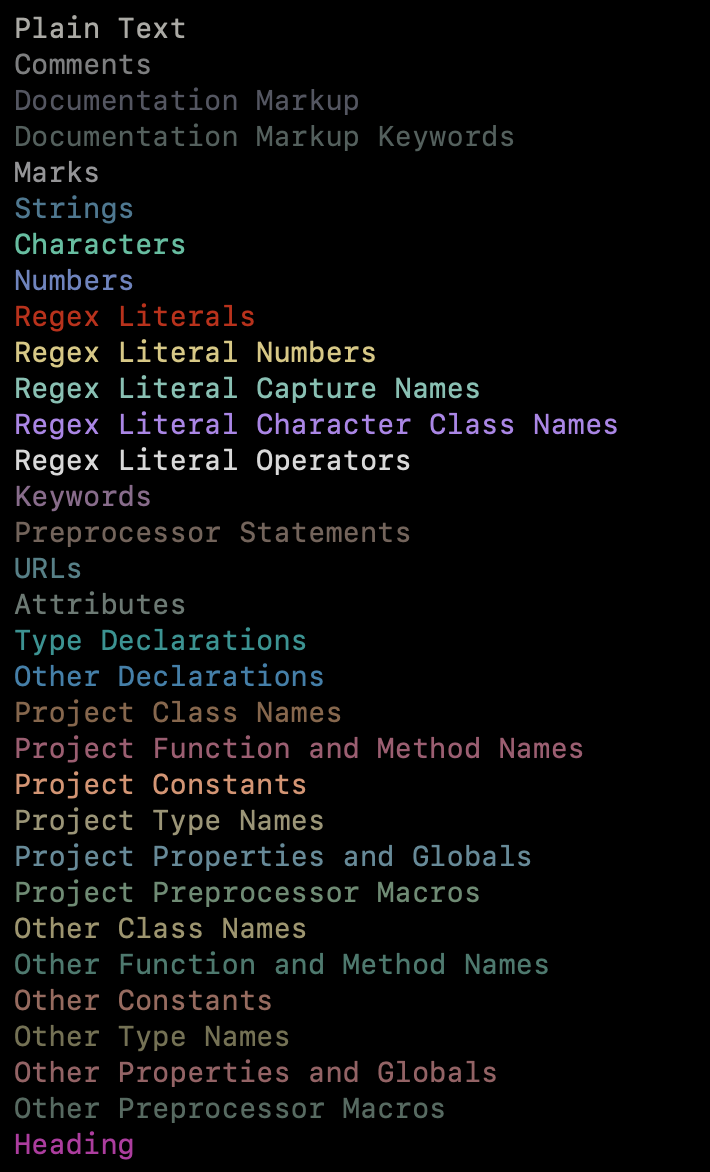 Plain Text
Comments
Documentation Markup
Documentation Markup Keywords
Marks
Strings
Characters
Numbers
Regex Literals
Regex Literal Numbers
Regex Literal Capture Names
Regex Literal Character Class Names
Regex Literal Operators
Keywords
Preprocessor Statements
URLs
Attributes
Type Declarations
Other Declarations
Project Class Names
Project Function and Method Names
Project Constants
Project Type Names
Project Properties and Globals
Project Preprocessor Macros
Other Class Names
Other Function and Method Names
Other Constants
Other Type Names
Other Properties and Globals
Other Preprocessor Macros
Heading